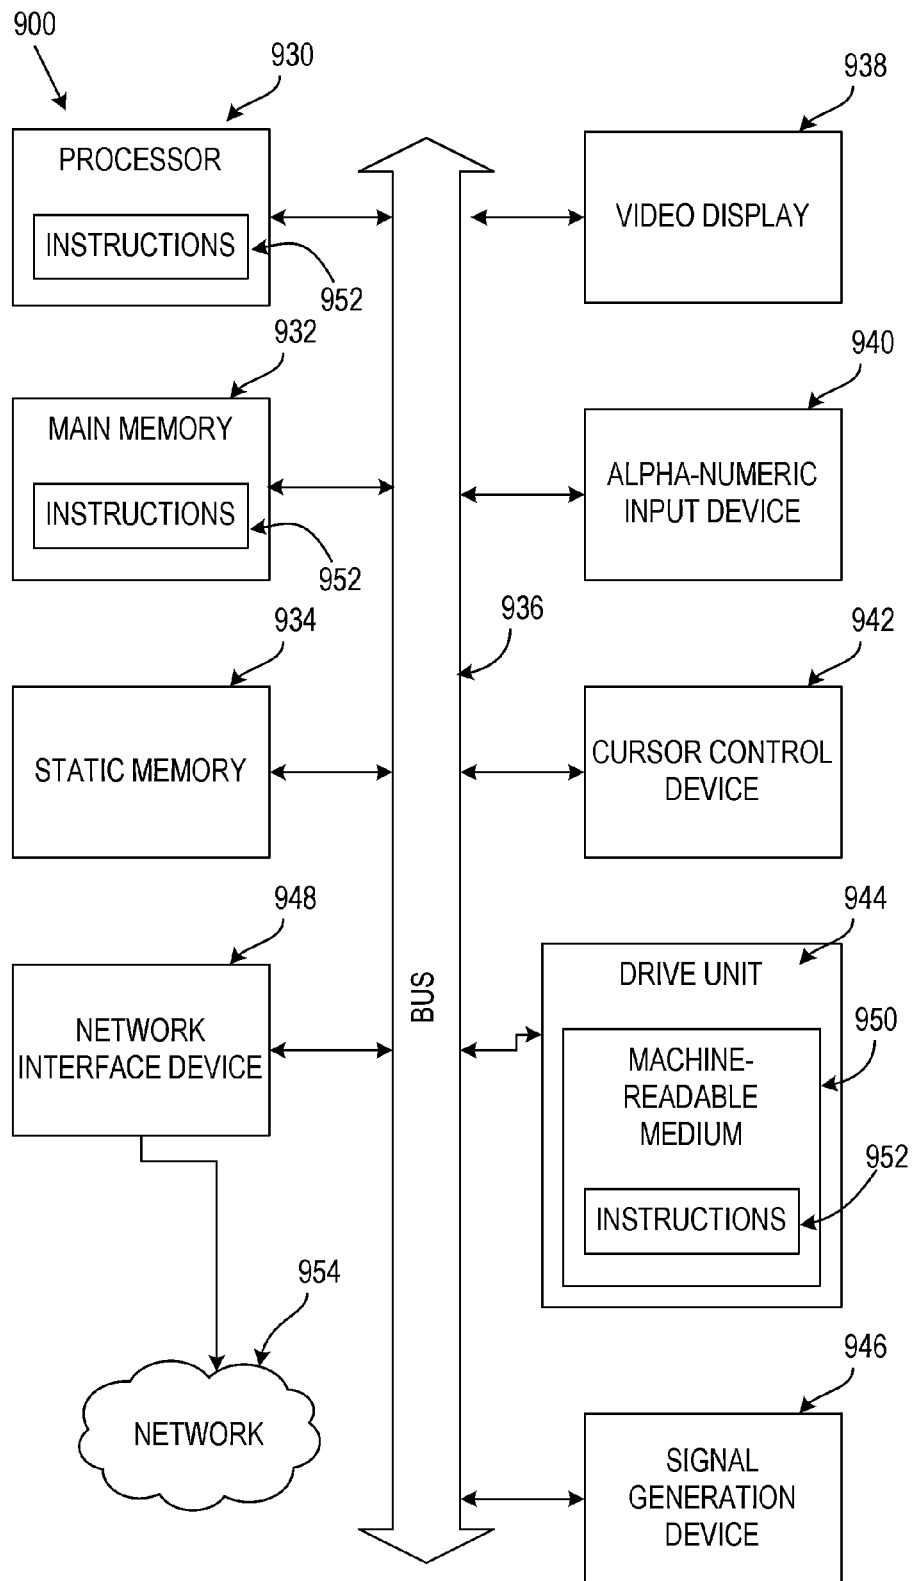 900
930
PROCESSOR
INSTRUCTIONS
952
932
MAIN MEMORY
INSTRUCTIONS
952
934
STATIC MEMORY
948
NETWORK
INTERFACE DEVICE
954
NETWORK
BUS
936
938
VIDEO DISPLAY
940
ALPHA-NUMERIC
INPUT DEVICE
942
CURSOR CONTROL
DEVICE
944
DRIVE UNIT
950
MACHINE-
READABLE
MEDIUM
952
INSTRUCTIONS
946
SIGNAL
GENERATION
DEVICE